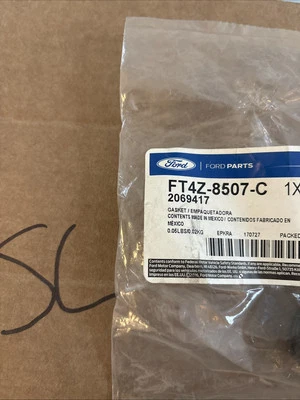 Ford
FORD PARTS
FT4Z-8507-C 1X
2069417
GASKET / EMPAQUETADORA
CONTENTS MADE IN MEXICO / CONTENIDOS FABRICADO EN
MEXICO
0.05LBS/0.02KG EPKRA 170727 PACKED
SL